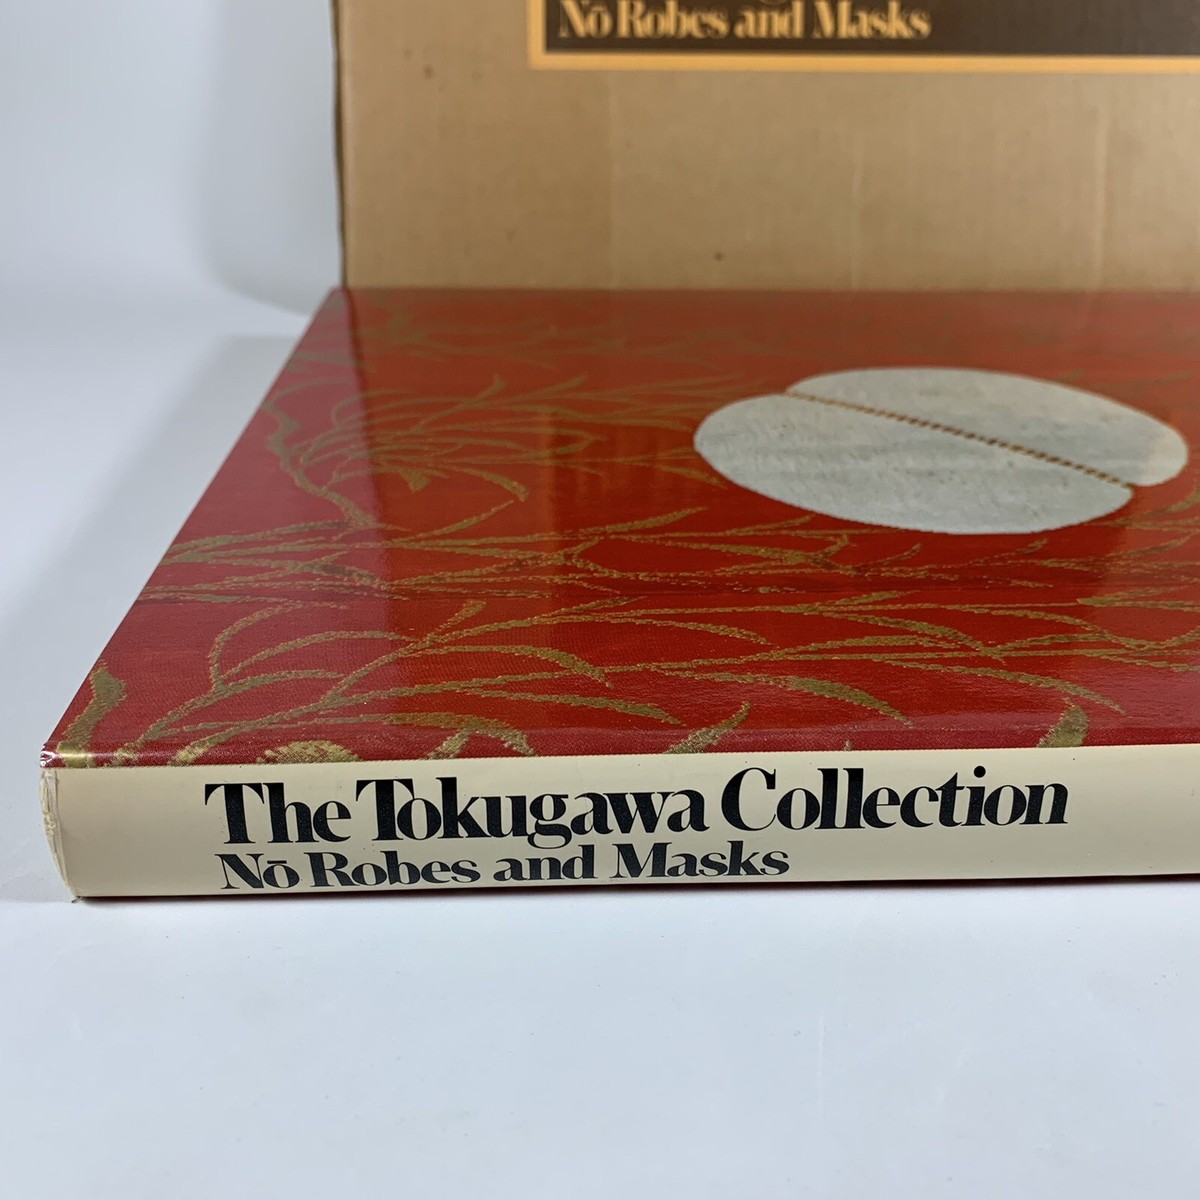 Nō Robes and Masks
The Tokugawa Collection
Nō Robes and Masks